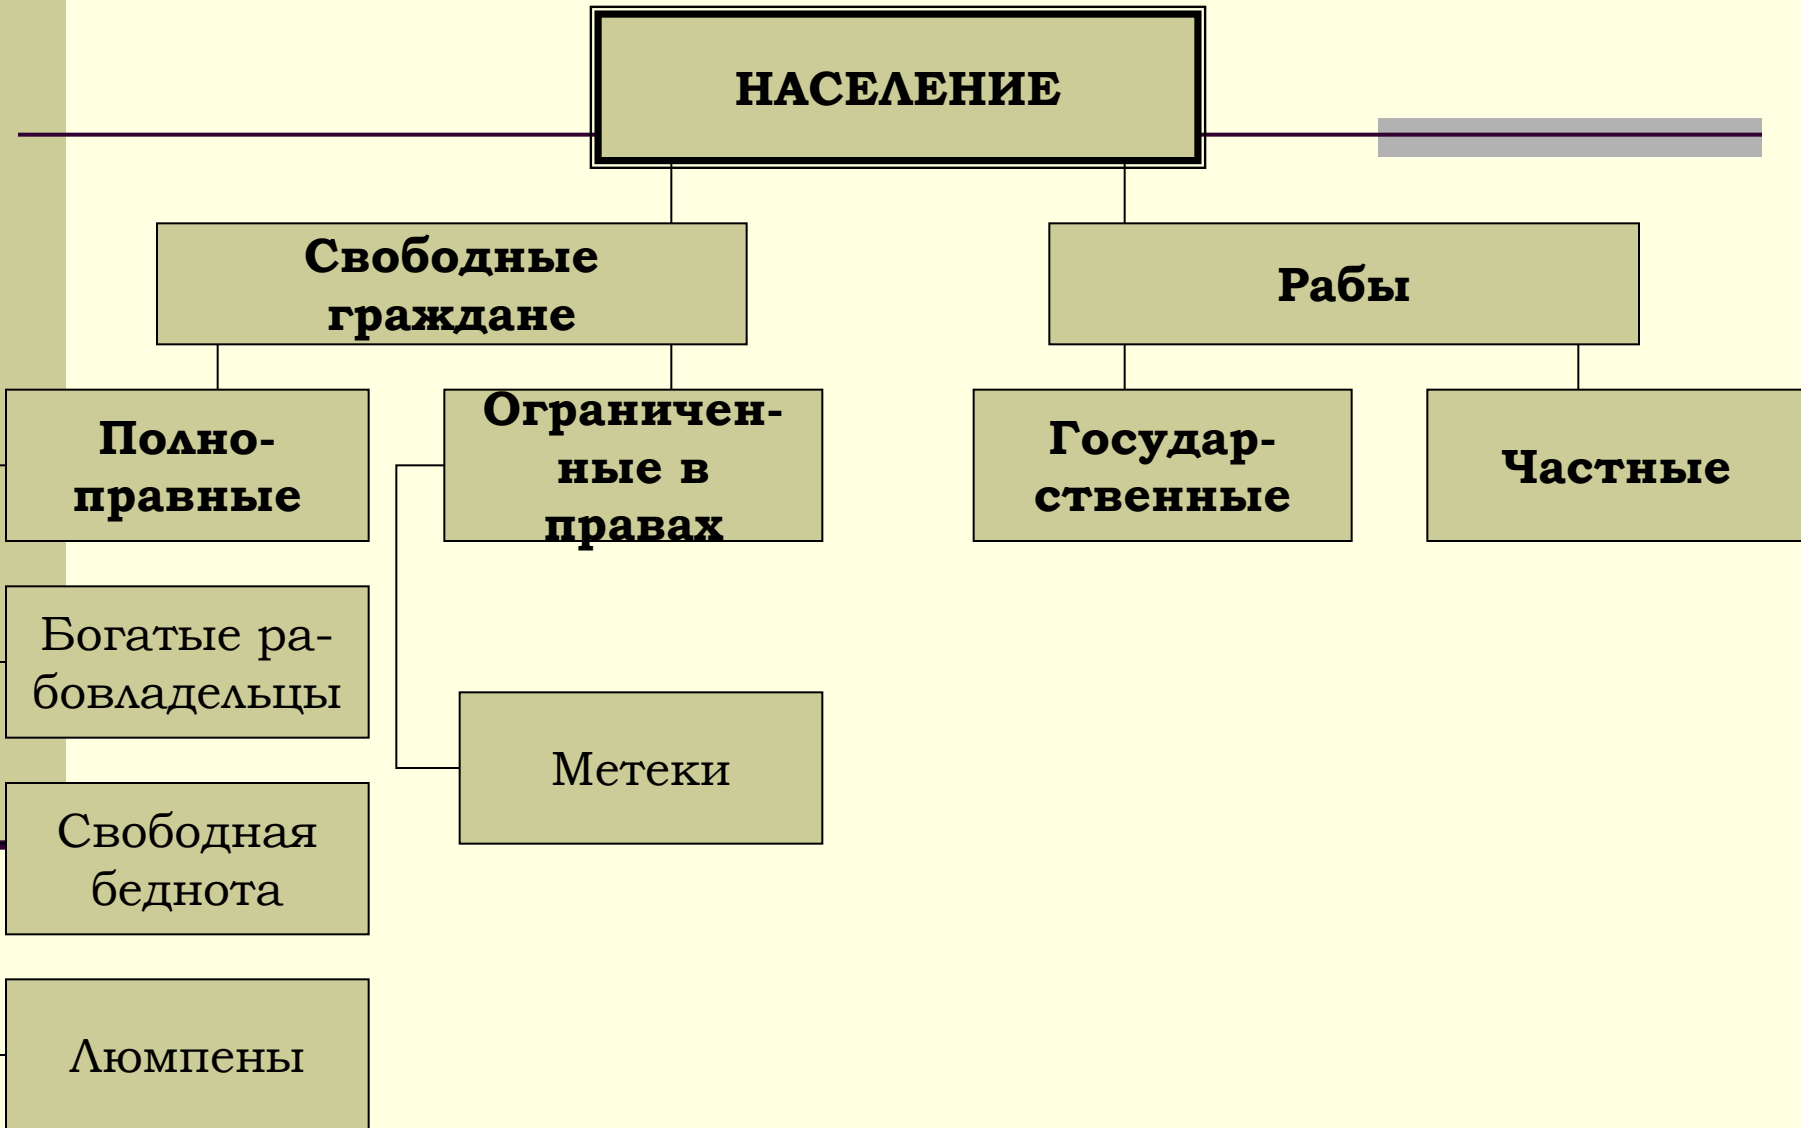 НАСЕЛЕНИЕ
Свободные
граждане
Рабы
Полно-
правные
Ограничен-
ные в
правах
Государ-
ственные
Частные
Богатые ра-
бовладельцы
Метеки
Свободная
беднота
Люмпены